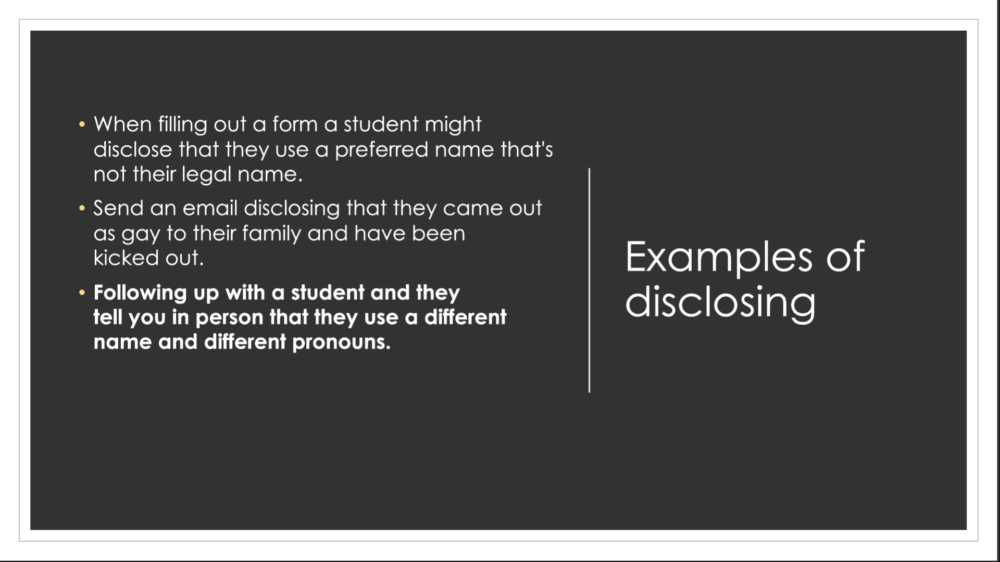 • When filling out a form a student might
disclose that they use a preferred name that's
not their legal name.
• Send an email disclosing that they came out
as gay to their family and have been
kicked out.
• Following up with a student and they
tell you in person that they use a different
name and different pronouns.
Examples of
disclosing